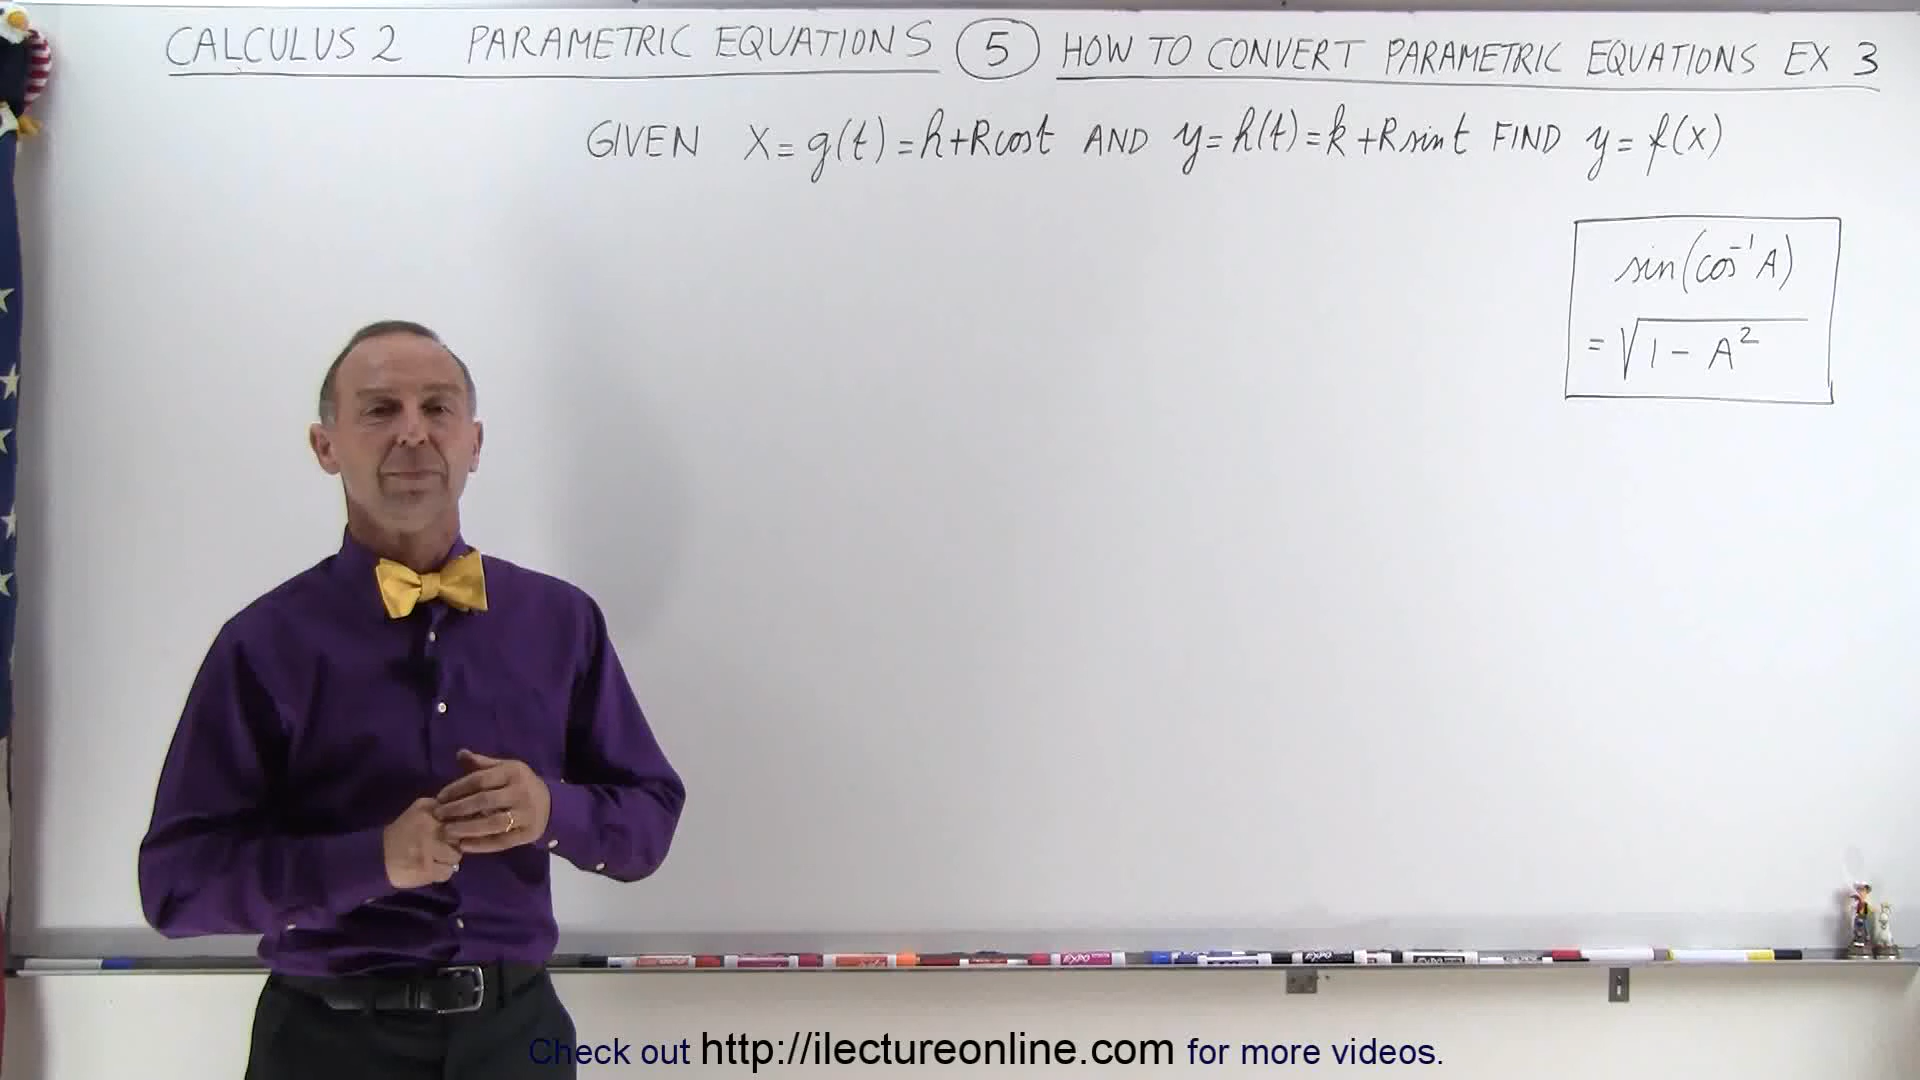 CALCULUS 2 PARAMETRIC EQUATIONS 5 HOW TO CONVERT PARAMETRIC EQUATIONS EX 3
GIVEN x = g(t) = h + R cos t AND y = h(t) = k + R sin t FIND y = f(x)
sin(cos⁻¹ A)
= √(1 - A²)
Check out http://ilectureonline.com for more videos.